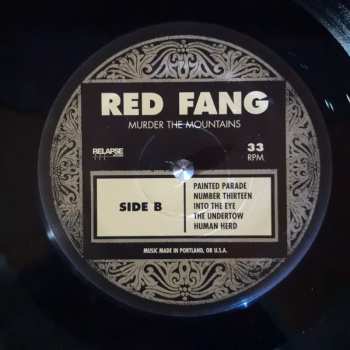 RED FANG
MURDER THE MOUNTAINS
RELAPSE
33
RPM
SIDE B
PAINTED PARADE
NUMBER THIRTEEN
INTO THE EYE
THE UNDERTOW
HUMAN HERD
MUSIC MADE IN PORTLAND, OR U.S.A.